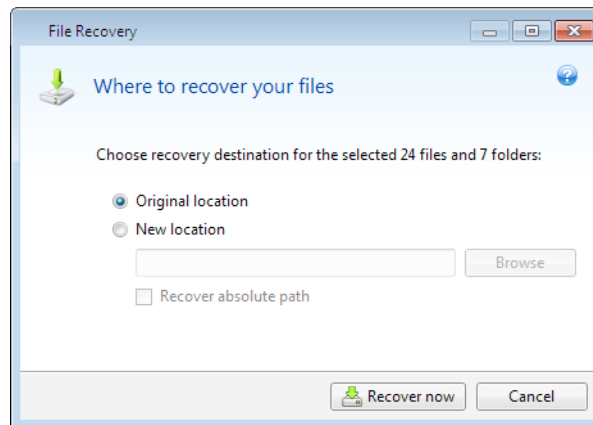 File Recovery
Where to recover your files
Choose recovery destination for the selected 24 files and 7 folders:
Original location
New location
Browse
Recover absolute path
Recover now
Cancel